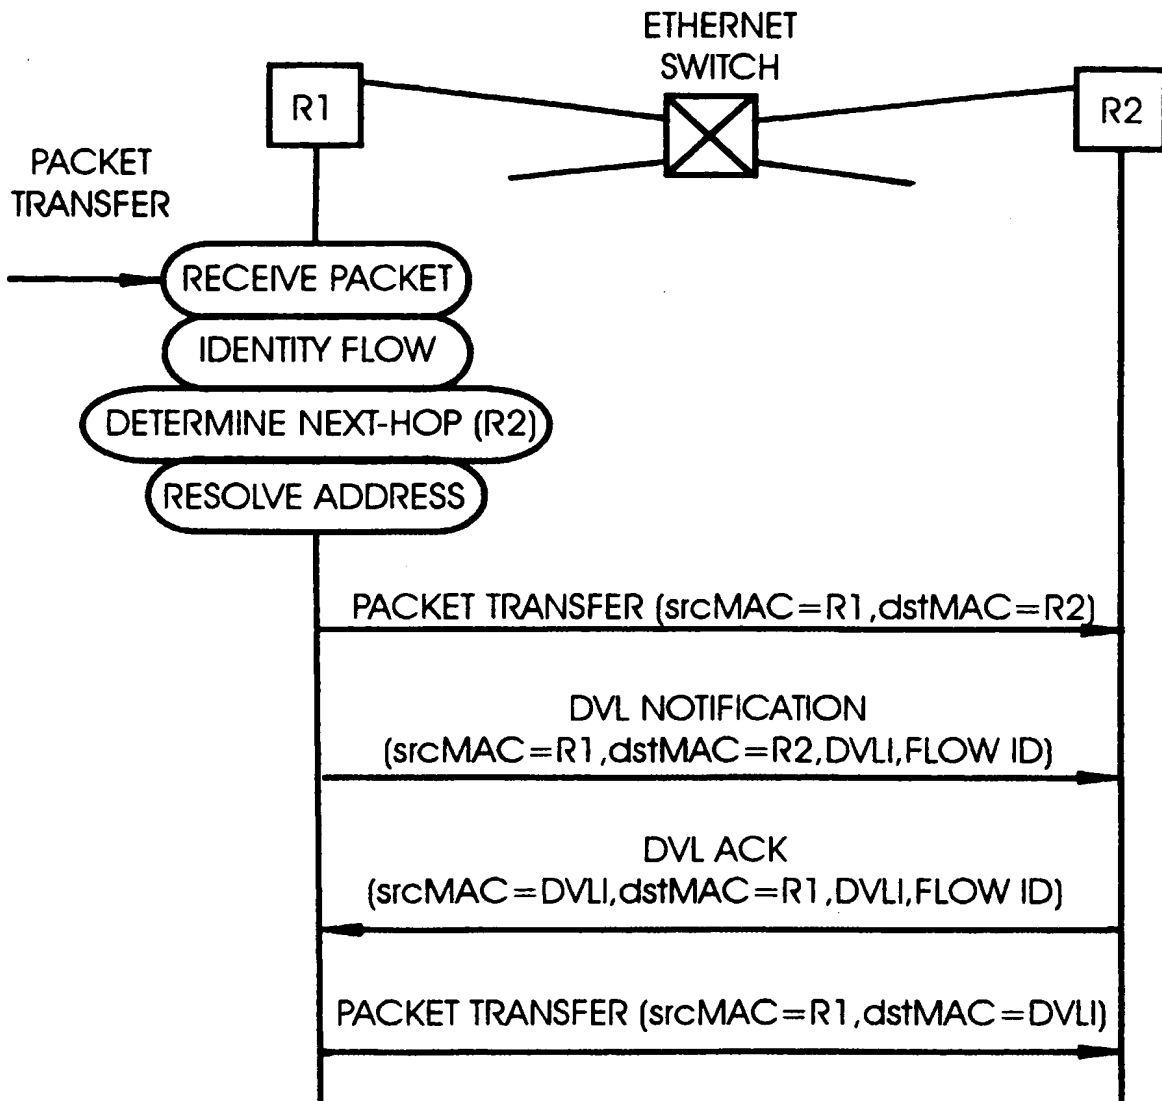 ETHERNET
SWITCH
R1
R2
PACKET
TRANSFER
RECEIVE PACKET
IDENTITY FLOW
DETERMINE NEXT-HOP (R2)
RESOLVE ADDRESS
PACKET TRANSFER (srcMAC=R1,dstMAC=R2)
DVL NOTIFICATION
(srcMAC=R1,dstMAC=R2,DVLI,FLOW ID)
DVL ACK
(srcMAC=DVLI,dstMAC=R1,DVLI,FLOW ID)
PACKET TRANSFER (srcMAC=R1,dstMAC=DVLI)